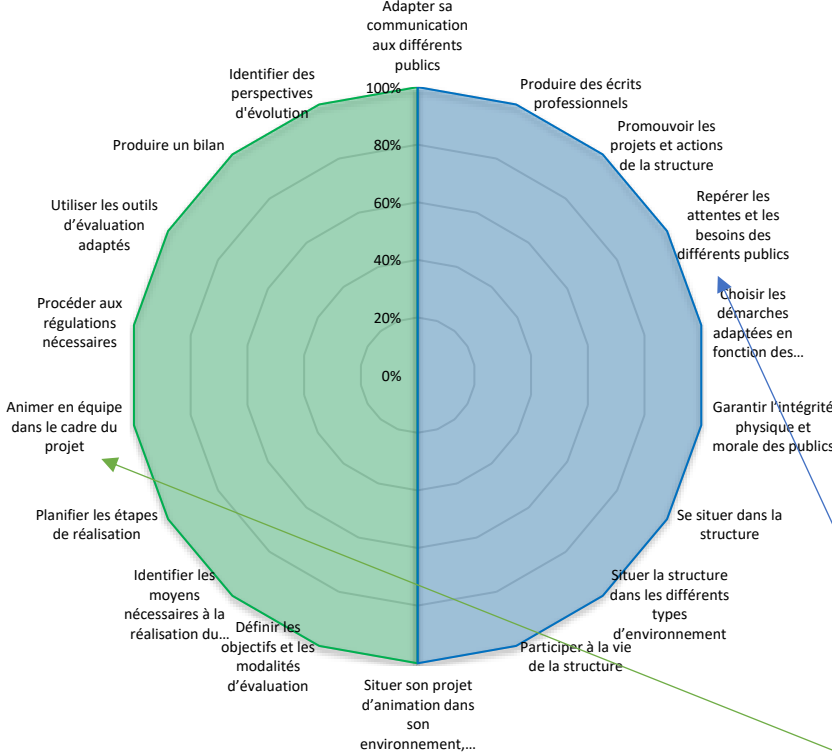 Adapter sa
communication
aux différents
publics
Produire des écrits
professionnels
Promouvoir les
projets et actions
de la structure
Repérer les
attentes et les
besoins des
différents publics
Choisir les
démarches
adaptées en
fonction des…
Garantir l'intégrité
physique et
morale des publics
Se situer dans la
structure
Situer la structure
dans les différents
types
d'environnement
Participer à la vie
de la structure
Situer son projet
d'animation dans
son
environnement,…
Définir les
objectifs et les
modalités
d'évaluation
Identifier les
moyens
nécessaires à la
réalisation du…
Planifier les étapes
de réalisation
Animer en équipe
dans le cadre du
projet
Procéder aux
régulations
nécessaires
Utiliser les outils
d'évaluation
adaptés
Produire un bilan
Identifier des
perspectives
d'évolution
100%
80%
60%
40%
20%
0%